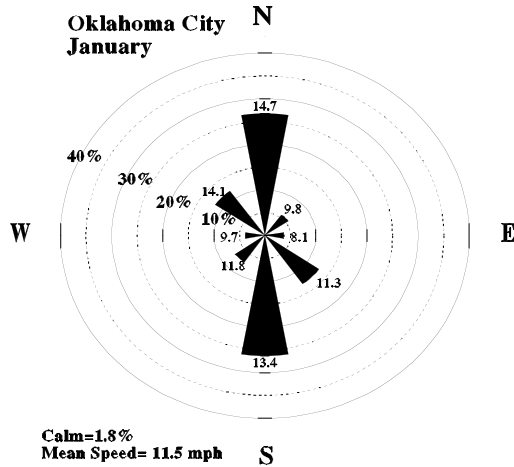 Oklahoma City
January
N
14.7
40%
30%
20%
14.1
10%
9.8
W
9.7
8.1
E
11.8
11.3
13.4
Calm=1.8%
Mean Speed= 11.5 mph
S